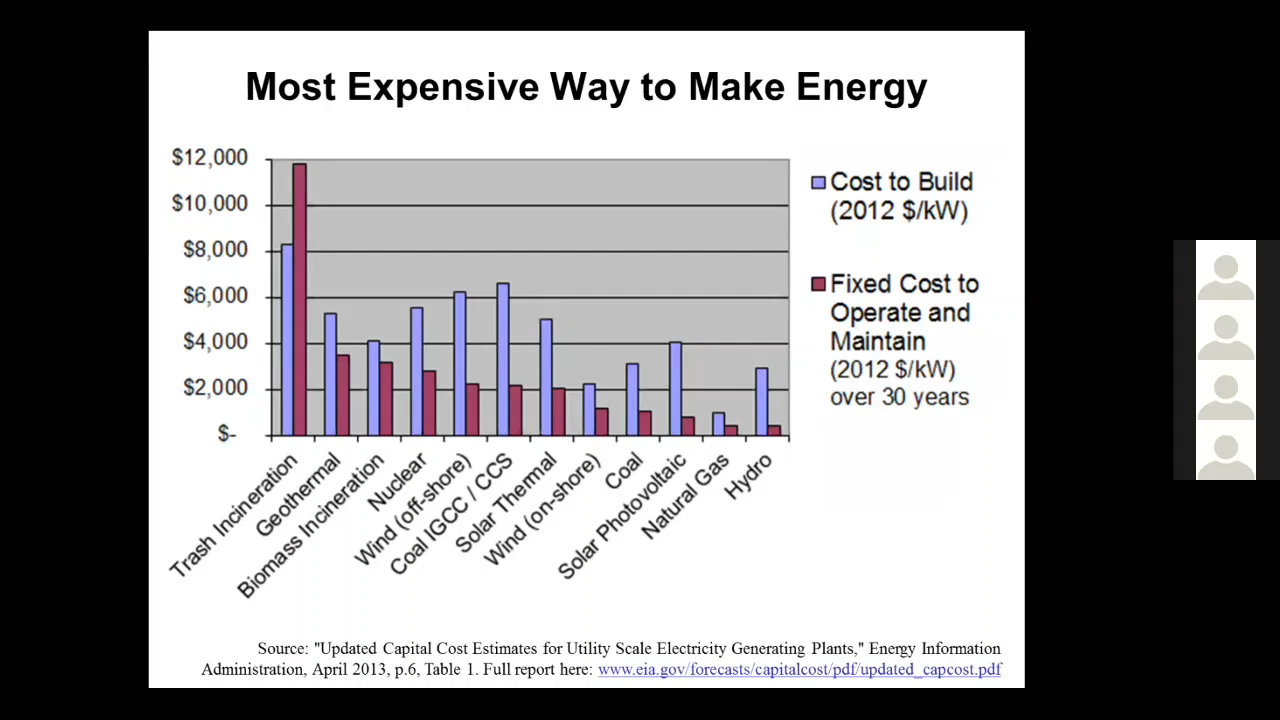 Most Expensive Way to Make Energy
$12,000
$10,000
$8,000
$6,000
$4,000
$2,000
$-
Trash Incineration
Geothermal
Biomass Incineration
Nuclear
Wind (off-shore)
Coal IGCC / CCS
Solar Thermal
Wind (on-shore)
Coal
Solar Photovoltaic
Natural Gas
Hydro
Cost to Build
(2012 $/kW)
Fixed Cost to
Operate and
Maintain
(2012 $/kW)
over 30 years
Source: "Updated Capital Cost Estimates for Utility Scale Electricity Generating Plants," Energy Information
Administration, April 2013, p.6, Table 1. Full report here: www.eia.gov/forecasts/capitalcost/pdf/updated_capcost.pdf